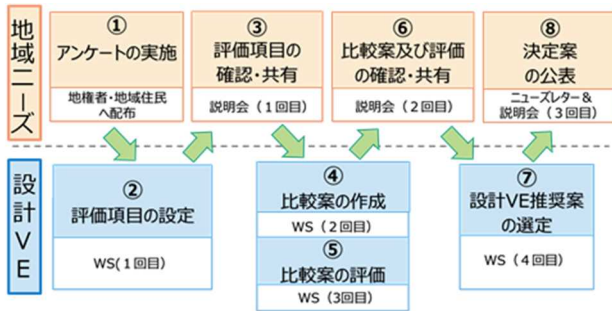 地域ニーズ
①
アンケートの実施
地権者・地域住民
へ配布
③
評価項目の
確認・共有
説明会（1回目）
⑥
比較案及び評価
の確認・共有
説明会（2回目）
⑧
決定案
の公表
ニューズレター＆
説明会（3回目）
設計VE
②
評価項目の設定
WS(1回目)
④
比較案の作成
WS（2回目）
⑤
比較案の評価
WS（3回目）
⑦
設計VE推奨案
の選定
WS（4回目）